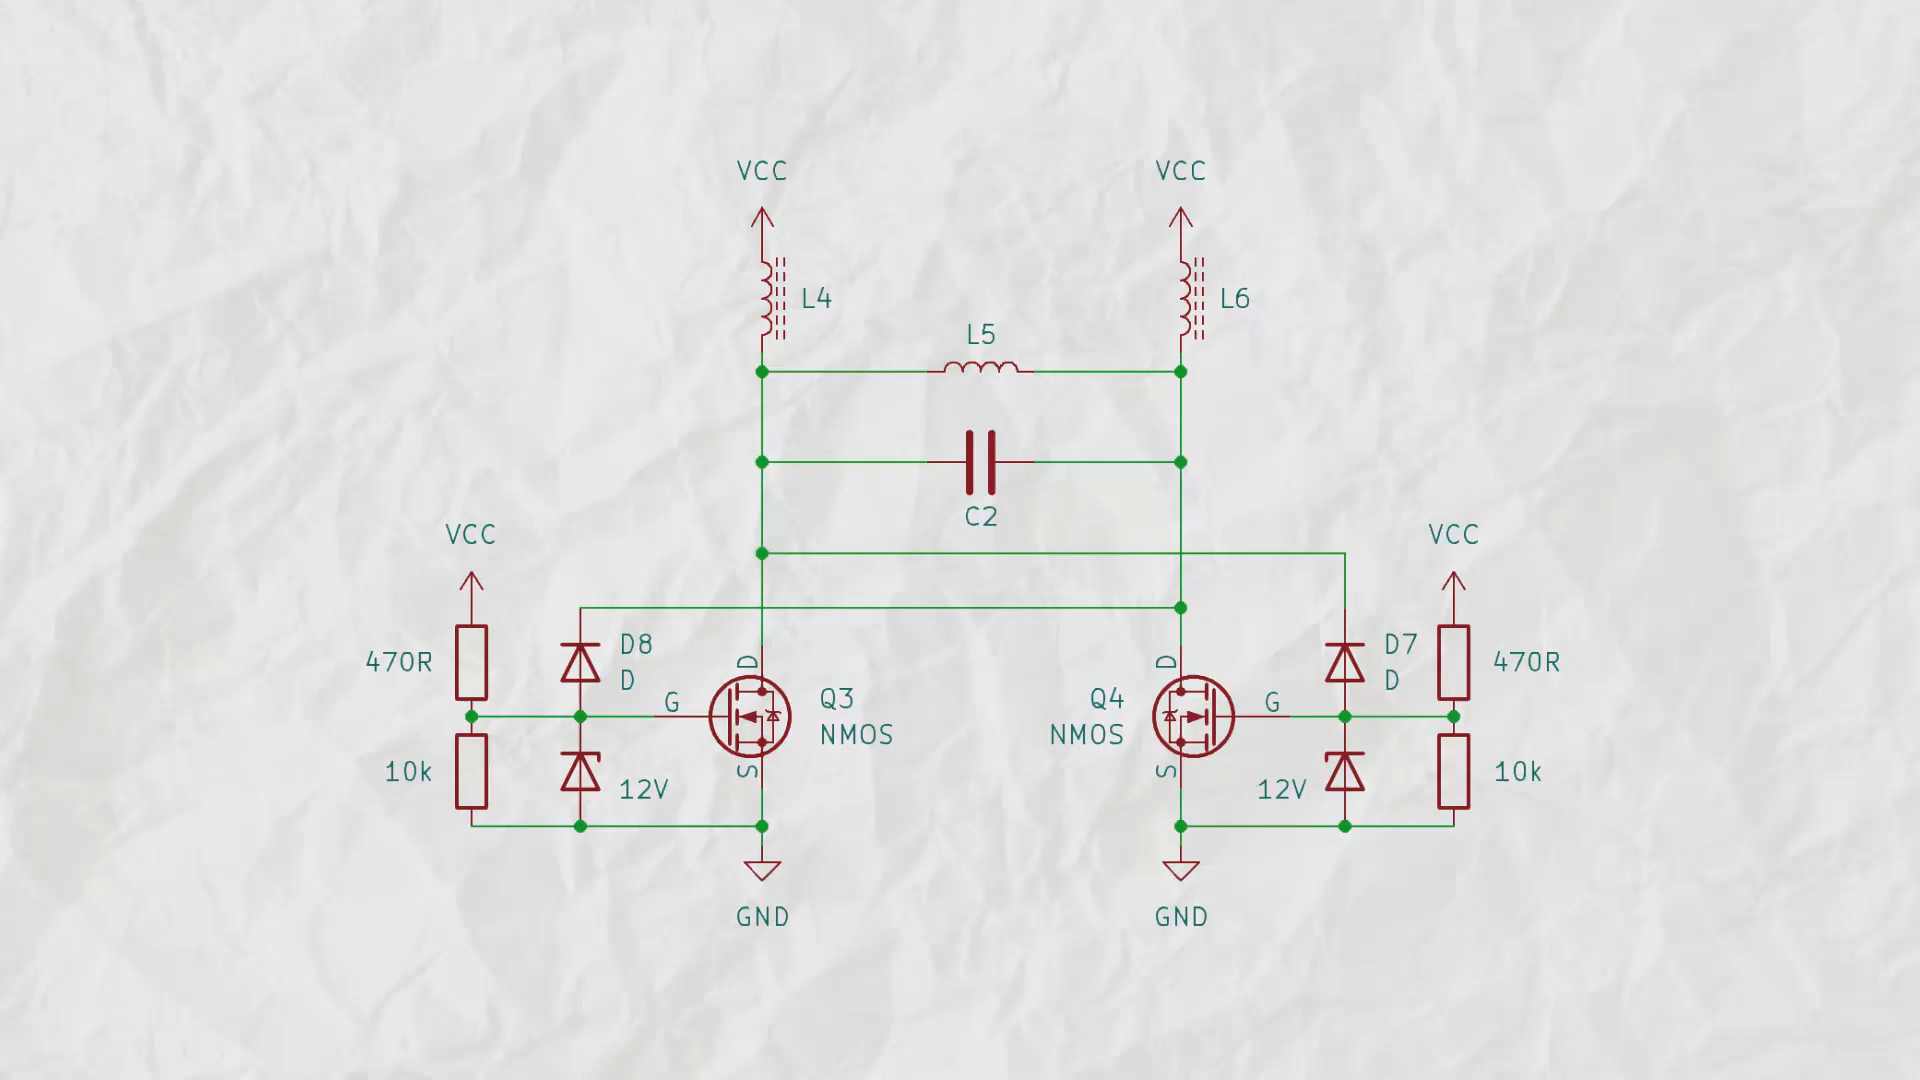 VCC
VCC
L4
L6
L5
C2
VCC
VCC
470R
D8
D
D
Q3
NMOS
G
S
10k
12V
D
Q4
NMOS
G
S
D7
D
470R
12V
10k
GND
GND